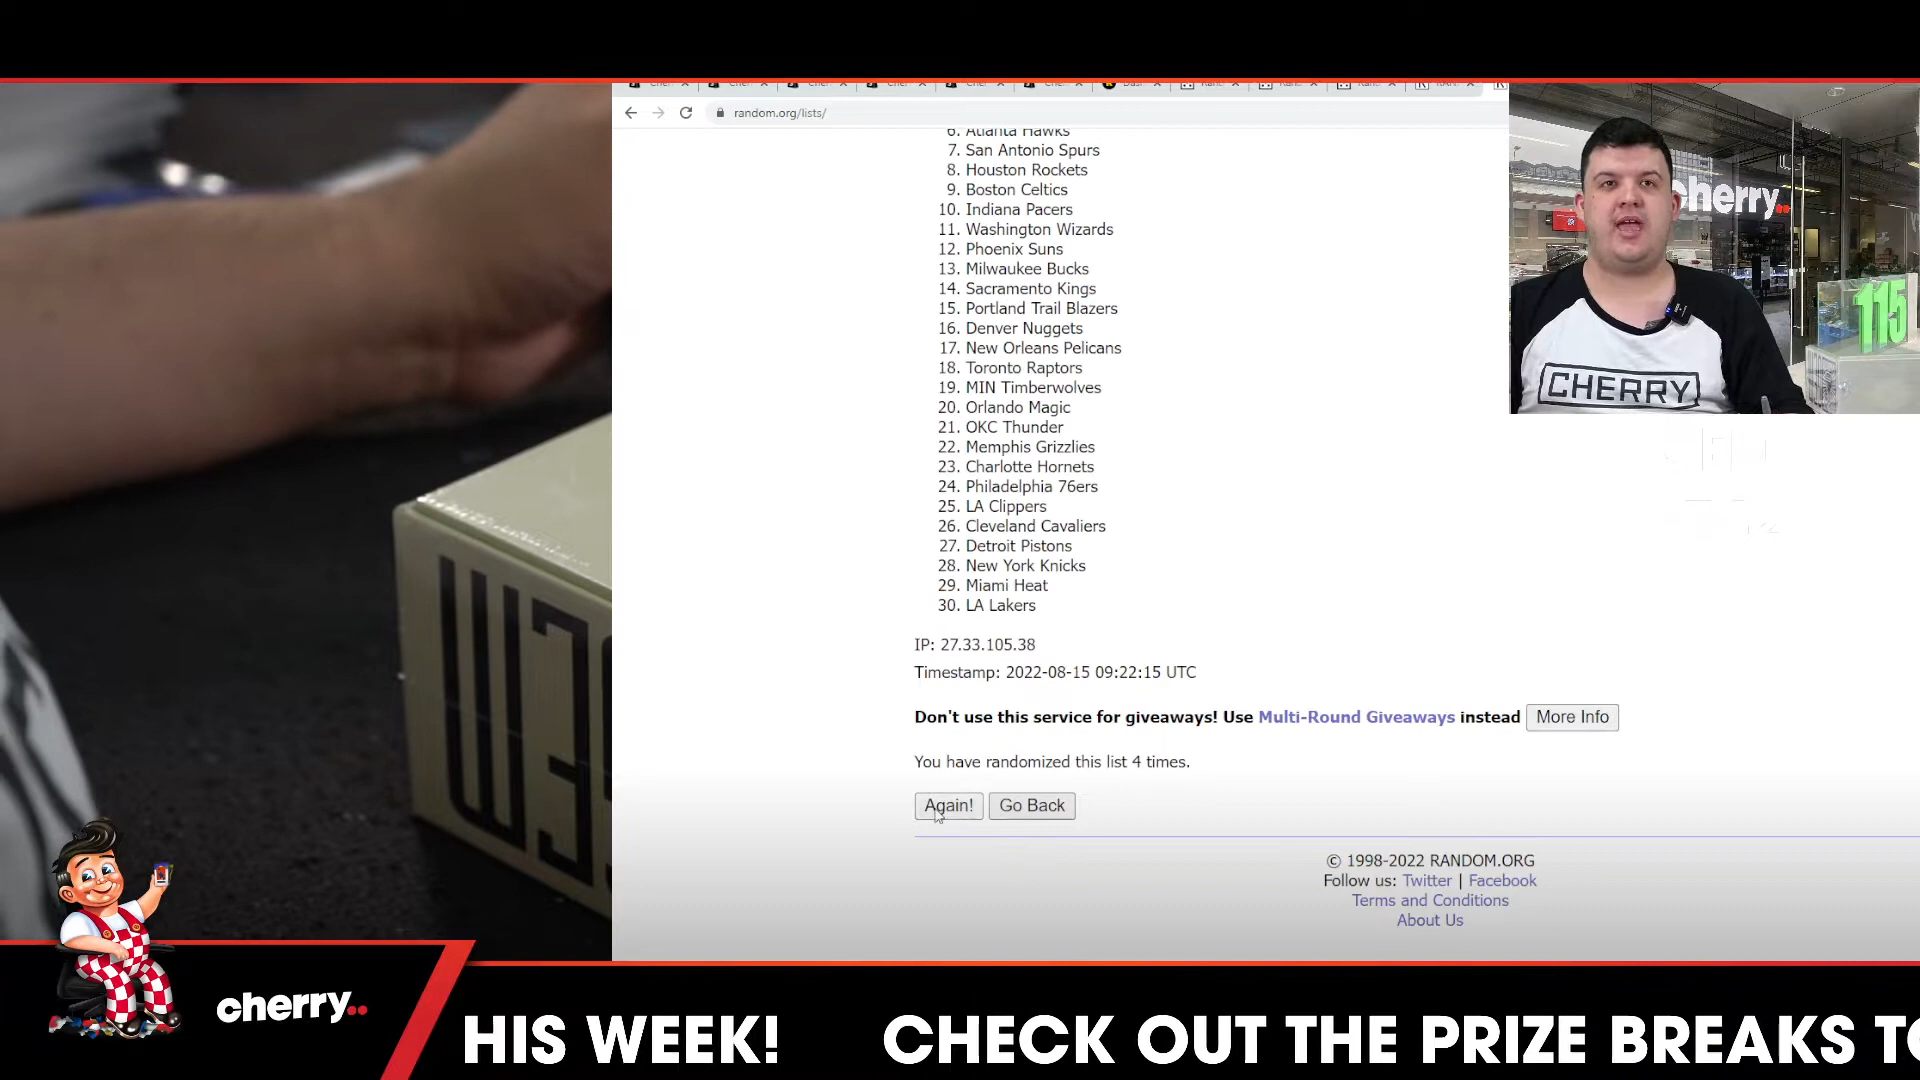 random.org/lists/
6. Atlanta Hawks
7. San Antonio Spurs
8. Houston Rockets
9. Boston Celtics
10. Indiana Pacers
11. Washington Wizards
12. Phoenix Suns
13. Milwaukee Bucks
14. Sacramento Kings
15. Portland Trail Blazers
16. Denver Nuggets
17. New Orleans Pelicans
18. Toronto Raptors
19. MIN Timberwolves
20. Orlando Magic
21. OKC Thunder
22. Memphis Grizzlies
23. Charlotte Hornets
24. Philadelphia 76ers
25. LA Clippers
26. Cleveland Cavaliers
27. Detroit Pistons
28. New York Knicks
29. Miami Heat
30. LA Lakers
IP: 27.33.105.38
Timestamp: 2022-08-15 09:22:15 UTC
Don't use this service for giveaways! Use Multi-Round Giveaways instead More Info
You have randomized this list 4 times.
Again! Go Back
© 1998-2022 RANDOM.ORG
Follow us: Twitter | Facebook
Terms and Conditions
About Us
cherry..
115
CHERRY
cherry..
HIS WEEK! CHECK OUT THE PRIZE BREAKS TO